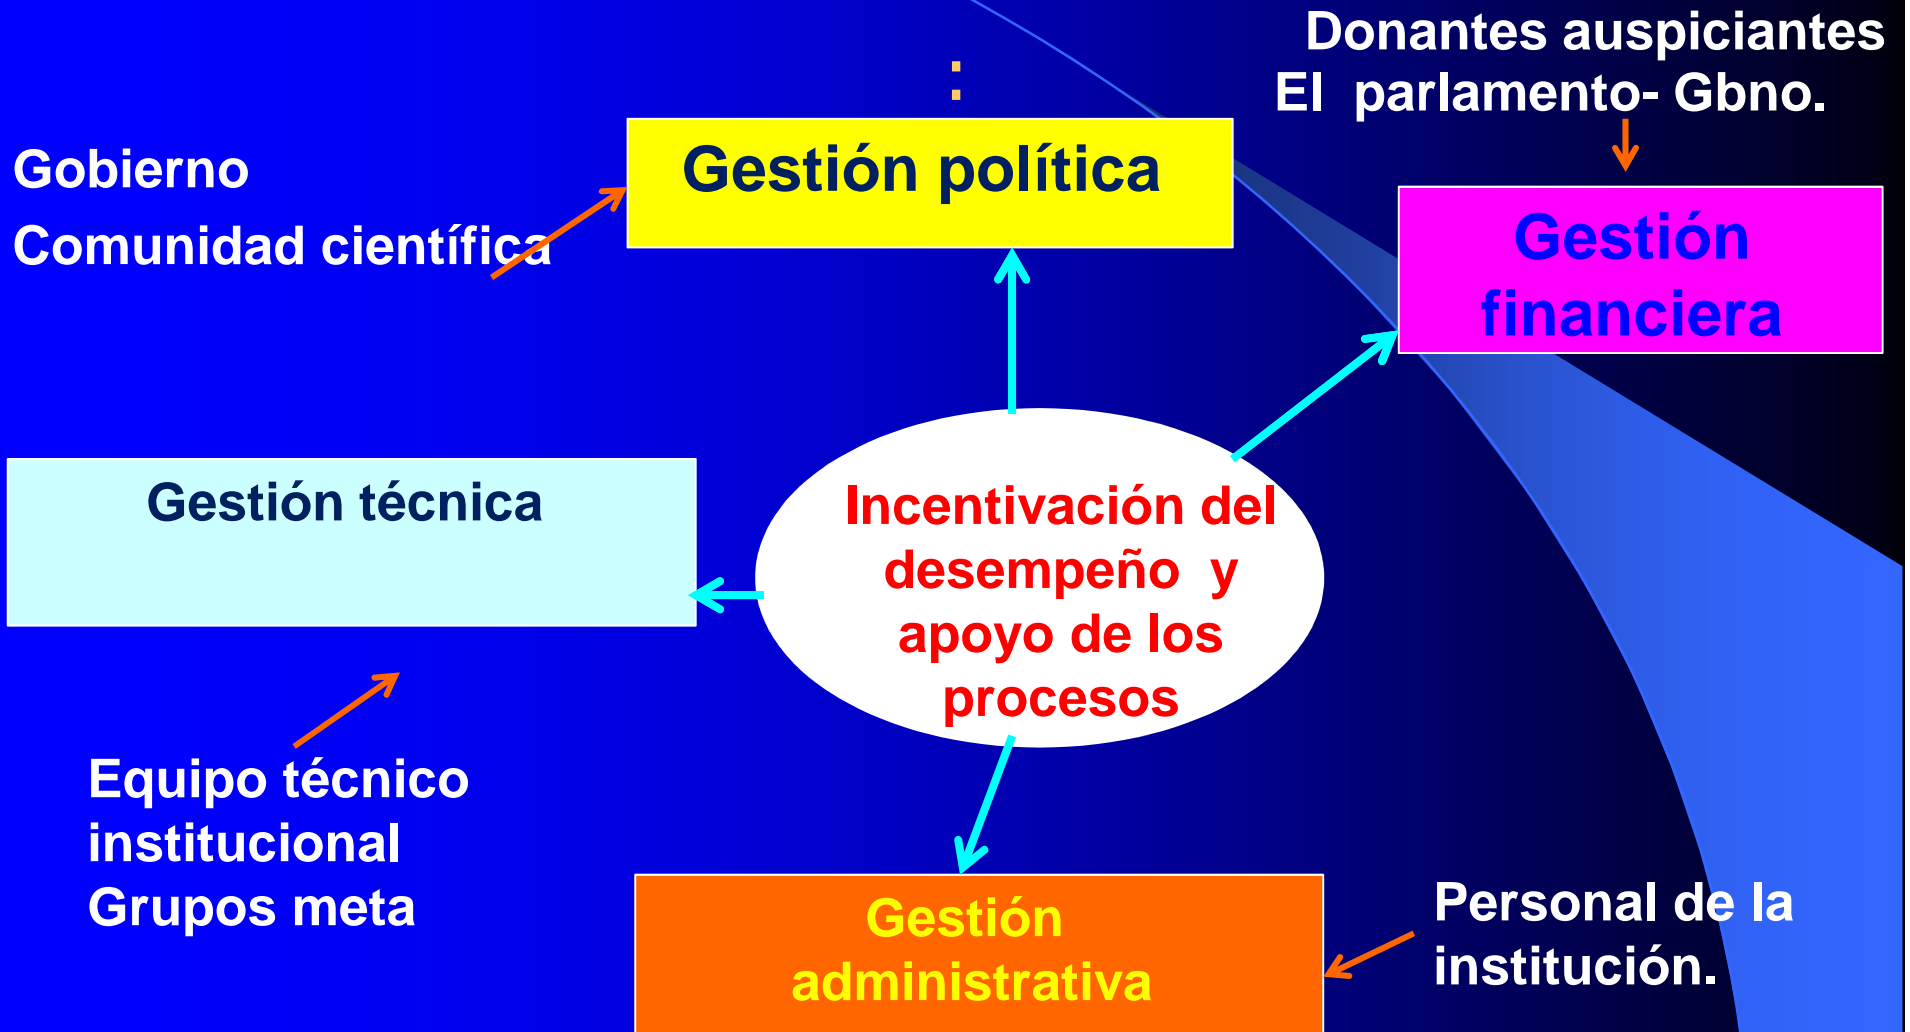 :
Donantes auspiciantes
El parlamento- Gbno.
Gobierno
Comunidad científica
Gestión política
Gestión
financiera
Gestión técnica
Incentivación del
desempeño y
apoyo de los
procesos
Equipo técnico
institucional
Grupos meta
Gestión
administrativa
Personal de la
institución.